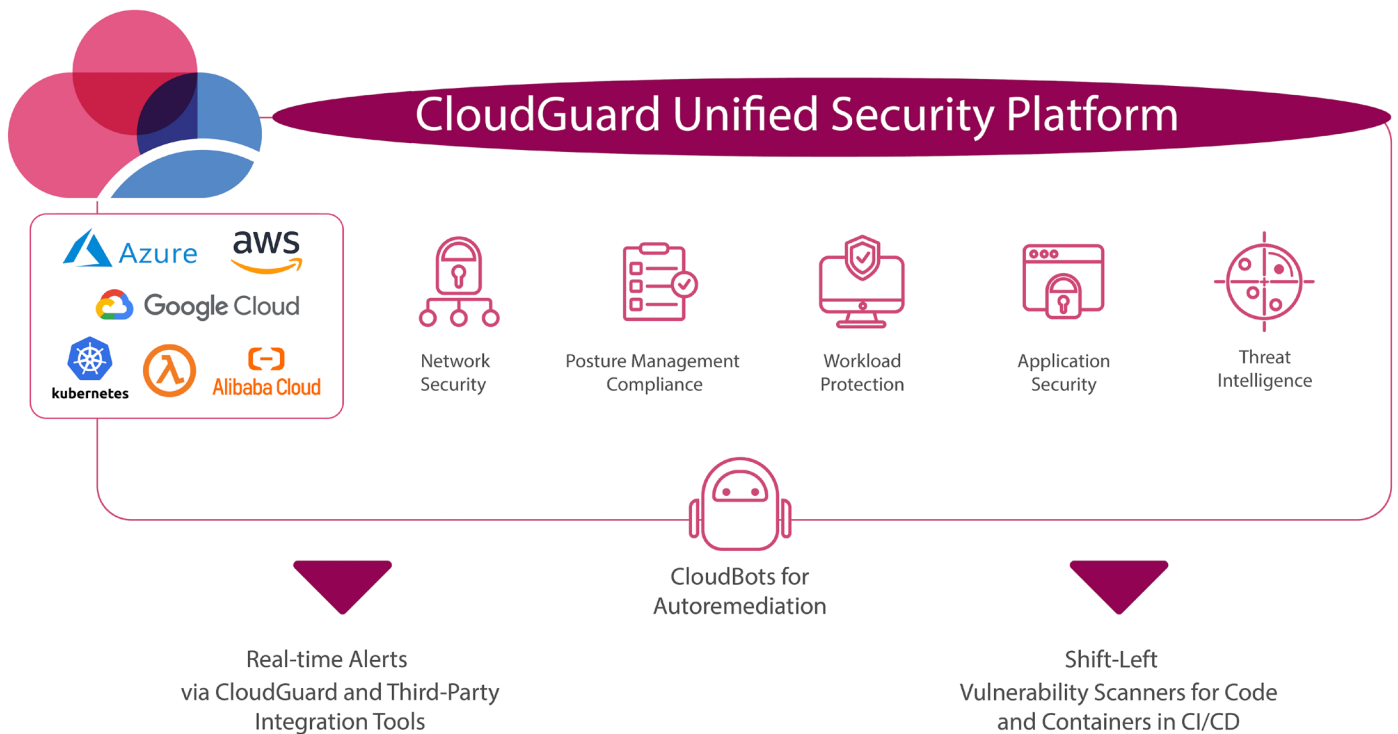 CloudGuard Unified Security Platform
Azure
aws
Google Cloud
kubernetes
λ
Alibaba Cloud
Network
Security
Posture Management
Compliance
Workload
Protection
Application
Security
Threat
Intelligence
CloudBots for
Autoremediation
Real-time Alerts
via CloudGuard and Third-Party
Integration Tools
Shift-Left
Vulnerability Scanners for Code
and Containers in CI/CD